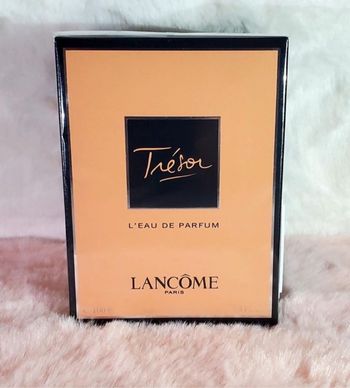 Trésor
L'EAU DE PARFUM
LANCÔME
PARIS